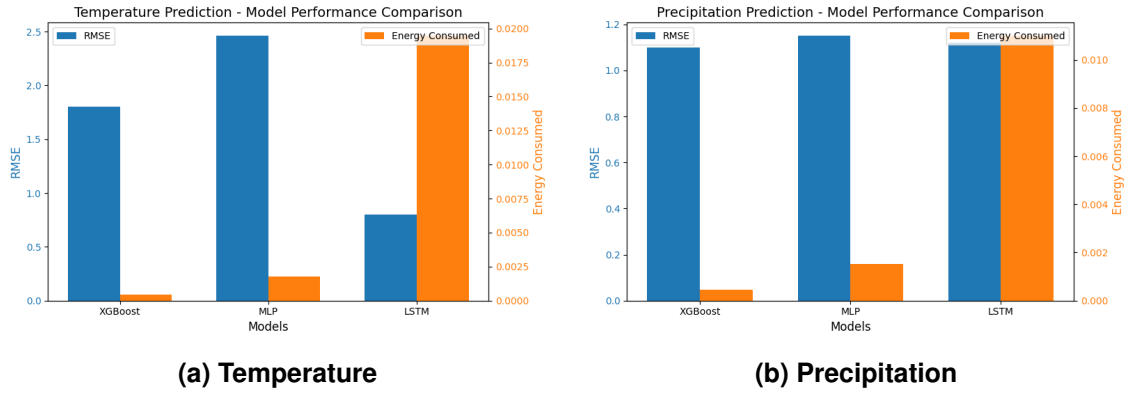 Temperature Prediction - Model Performance Comparison
RMSE
Energy Consumed
2.5
2.0
1.5
1.0
0.5
0.0
RMSE
0.0200
0.0175
0.0150
0.0125
0.0100
0.0075
0.0050
0.0025
0.0000
Energy Consumed
XGBoost
MLP
LSTM
Models
(a) Temperature
Precipitation Prediction - Model Performance Comparison
RMSE
Energy Consumed
1.2
1.0
0.8
0.6
0.4
0.2
0.0
RMSE
0.010
0.008
0.006
0.004
0.002
0.000
Energy Consumed
XGBoost
MLP
LSTM
Models
(b) Precipitation